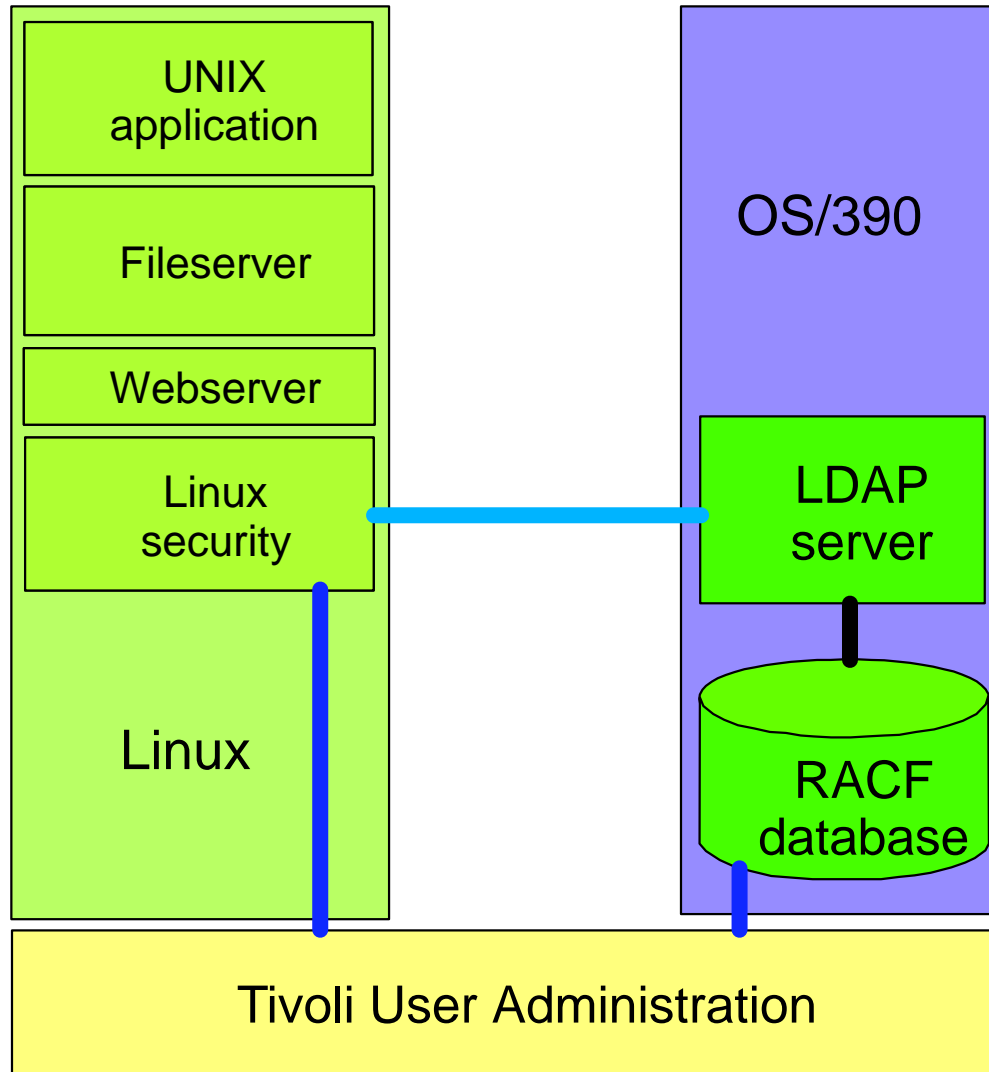 UNIX
application
Fileserver
Webserver
Linux
security
Linux
OS/390
LDAP
server
RACF
database
Tivoli User Administration